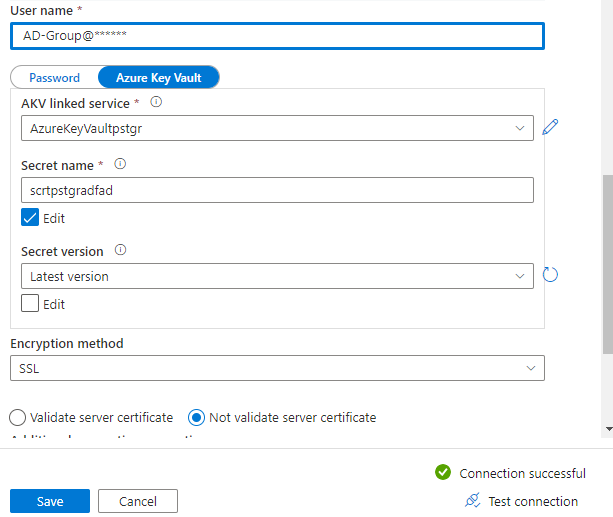 User name *
AD-Group@******
Password Azure Key Vault
AKV linked service *
AzureKeyVaultpstgr
Secret name *
scrtpstgradfad
Edit
Secret version
Latest version
Edit
Encryption method
SSL
Validate server certificate Not validate server certificate
Connection successful
Save Cancel Test connection